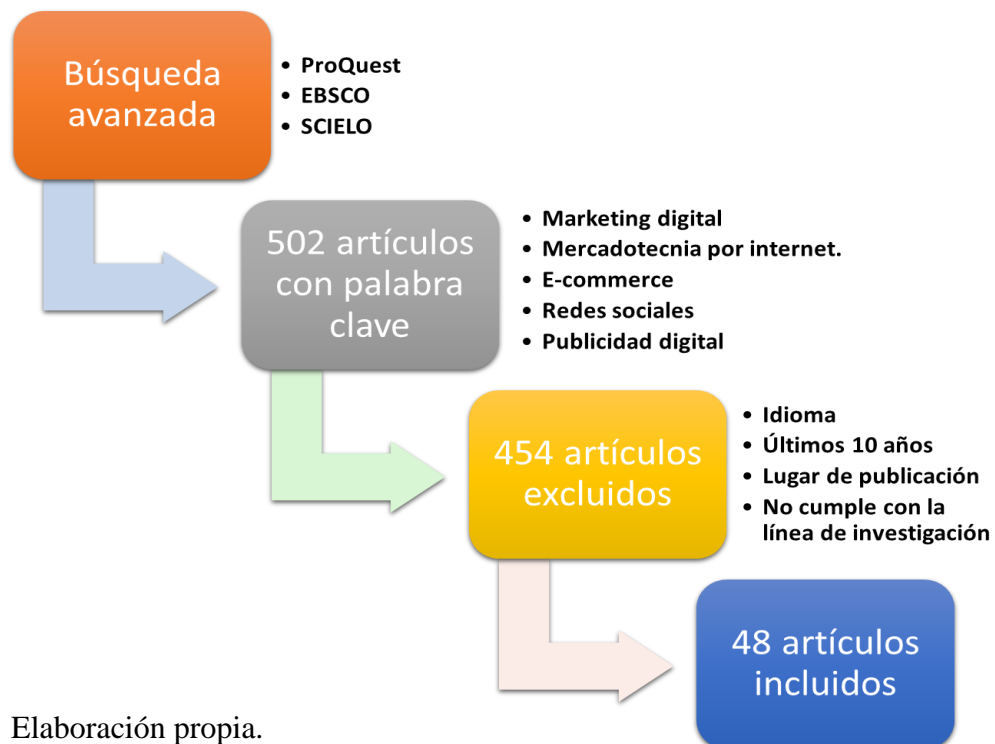 Búsqueda
avanzada
• ProQuest
• EBSCO
• SCIELO
502 artículos
con palabra
clave
• Marketing digital
• Mercadotecnia por internet.
• E-commerce
• Redes sociales
• Publicidad digital
454 artículos
excluidos
• Idioma
• Últimos 10 años
• Lugar de publicación
• No cumple con la
línea de investigación
48 artículos
incluidos
Elaboración propia.